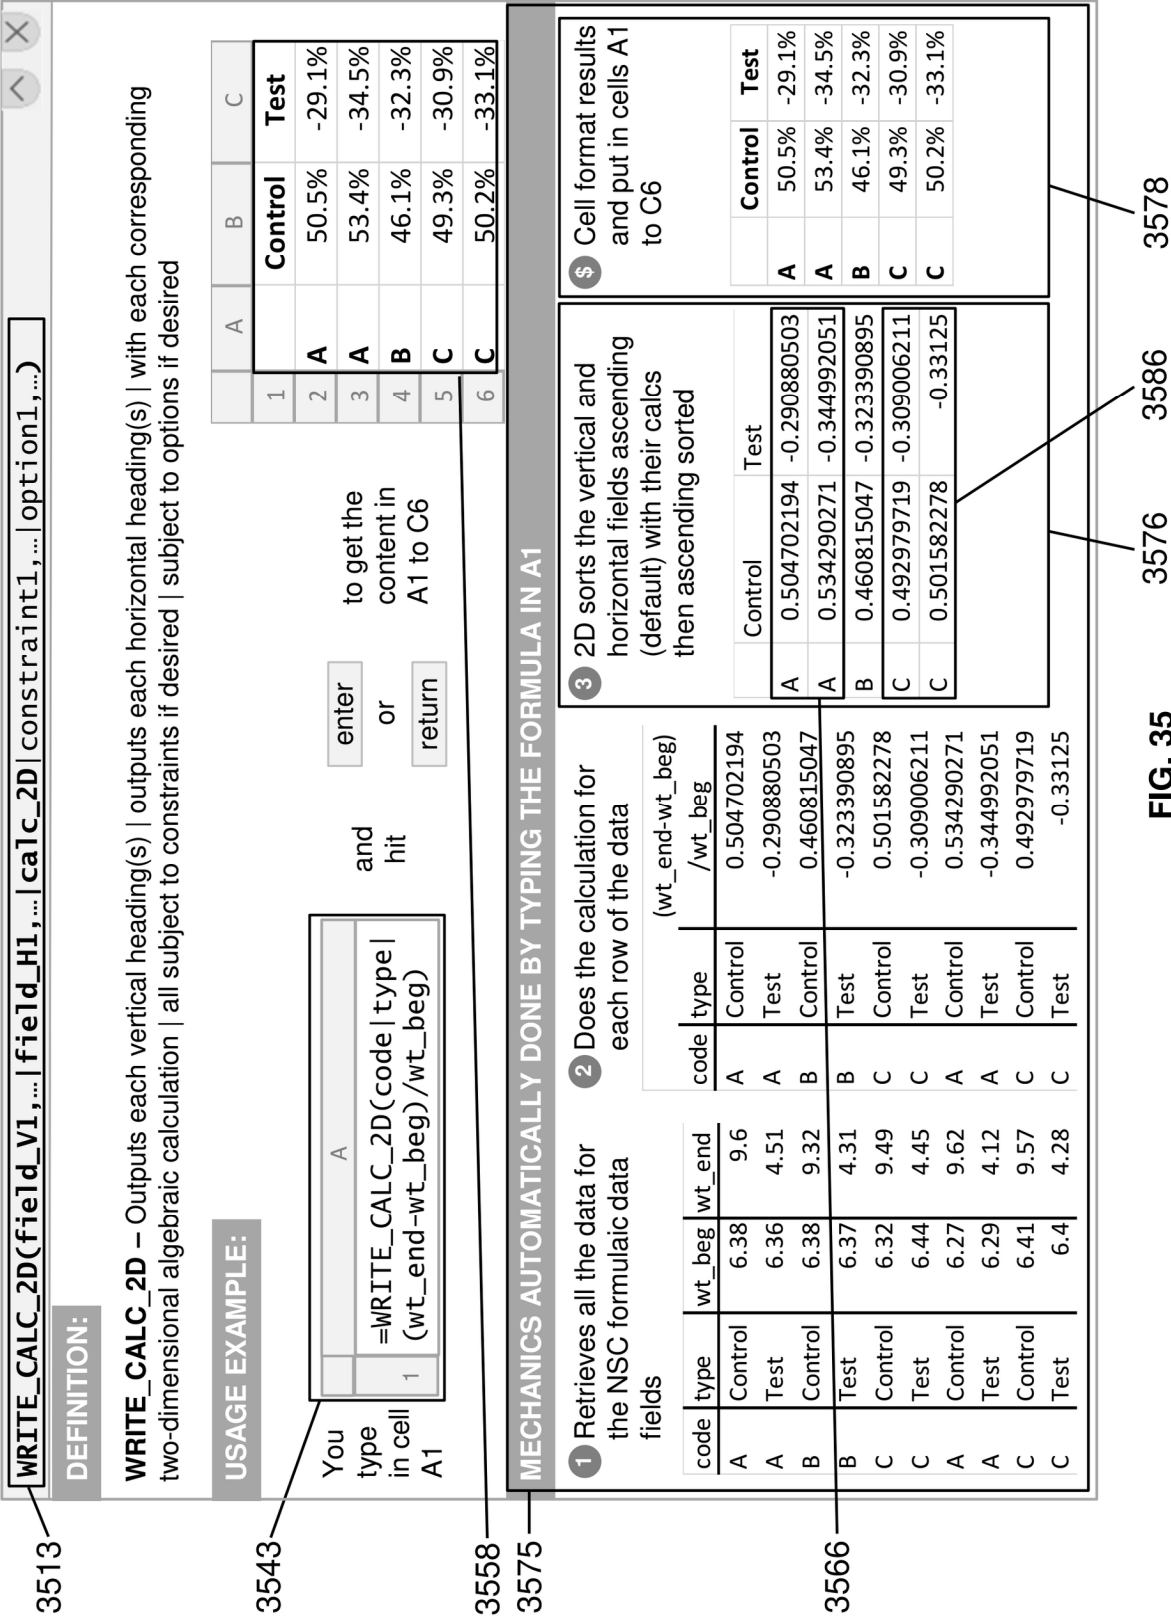 WRITE_CALC_2D(field_V1,…|field_H1,…|calc_2D|constraint1,…|option1,…)
DEFINITION:
WRITE_CALC_2D – Outputs each vertical heading(s) | outputs each horizontal heading(s) | with each corresponding
two-dimensional algebraic calculation | all subject to constraints if desired | subject to options if desired
USAGE EXAMPLE:
You
type
in cell
A1
A
1
=WRITE_CALC_2D(code|type|
(wt_end-wt_beg)/wt_beg)
and
hit
enter
or
return
to get the
content in
A1 to C6
A B C
1 Control Test
2 A 50.5% -29.1%
3 A 53.4% -34.5%
4 B 46.1% -32.3%
5 C 49.3% -30.9%
6 C 50.2% -33.1%
MECHANICS AUTOMATICALLY DONE BY TYPING THE FORMULA IN A1
1 Retrieves all the data for
the NSC formulaic data
fields
code type wt_beg wt_end
A Control 6.38 9.6
A Test 6.36 4.51
B Control 6.38 9.32
B Test 6.37 4.31
C Control 6.32 9.49
C Test 6.44 4.45
A Control 6.27 9.62
A Test 6.29 4.12
C Control 6.41 9.57
C Test 6.4 4.28
2 Does the calculation for
each row of the data
(wt_end-wt_beg)
code type /wt_beg
A Control 0.504702194
A Test -0.290880503
B Control 0.460815047
B Test -0.323390895
C Control 0.501582278
C Test -0.309006211
A Control 0.534290271
A Test -0.344992051
C Control 0.492979719
C Test -0.33125
3 2D sorts the vertical and
horizontal fields ascending
(default) with their calcs
then ascending sorted
Control Test
A 0.504702194 -0.290880503
A 0.534290271 -0.344992051
B 0.460815047 -0.323390895
C 0.492979719 -0.309006211
C 0.501582278 -0.33125
$ Cell format results
and put in cells A1
to C6
Control Test
A 50.5% -29.1%
A 53.4% -34.5%
B 46.1% -32.3%
C 49.3% -30.9%
C 50.2% -33.1%
3513
3543
3558
3575
3566
3576
3586
3578
FIG. 35